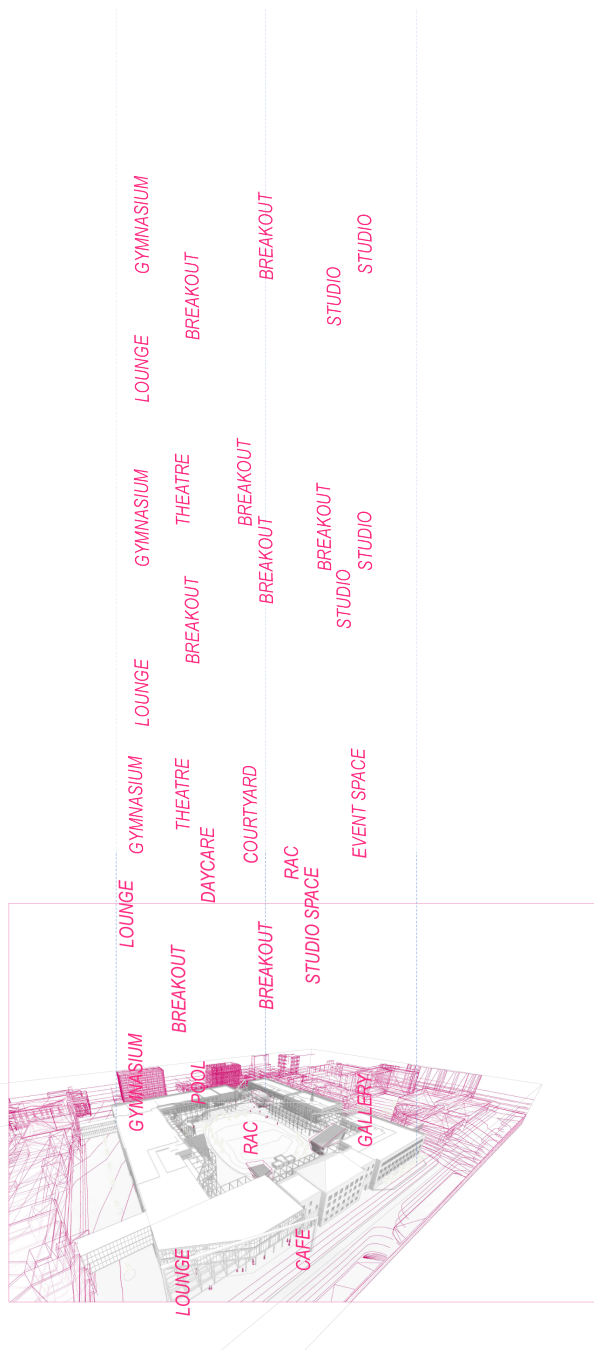 GYMNASIUM
BREAKOUT
STUDIO
BREAKOUT
STUDIO
LOUNGE
BREAKOUT
THEATRE
GYMNASIUM
BREAKOUT
STUDIO
BREAKOUT
STUDIO
BREAKOUT
LOUNGE
EVENT SPACE
GYMNASIUM
THEATRE
COURTYARD
DAYCARE
RAC
STUDIO SPACE
LOUNGE
BREAKOUT
BREAKOUT
GYMNASIUM
POOL
GALLERY
RAC
CAFE
LOUNGE